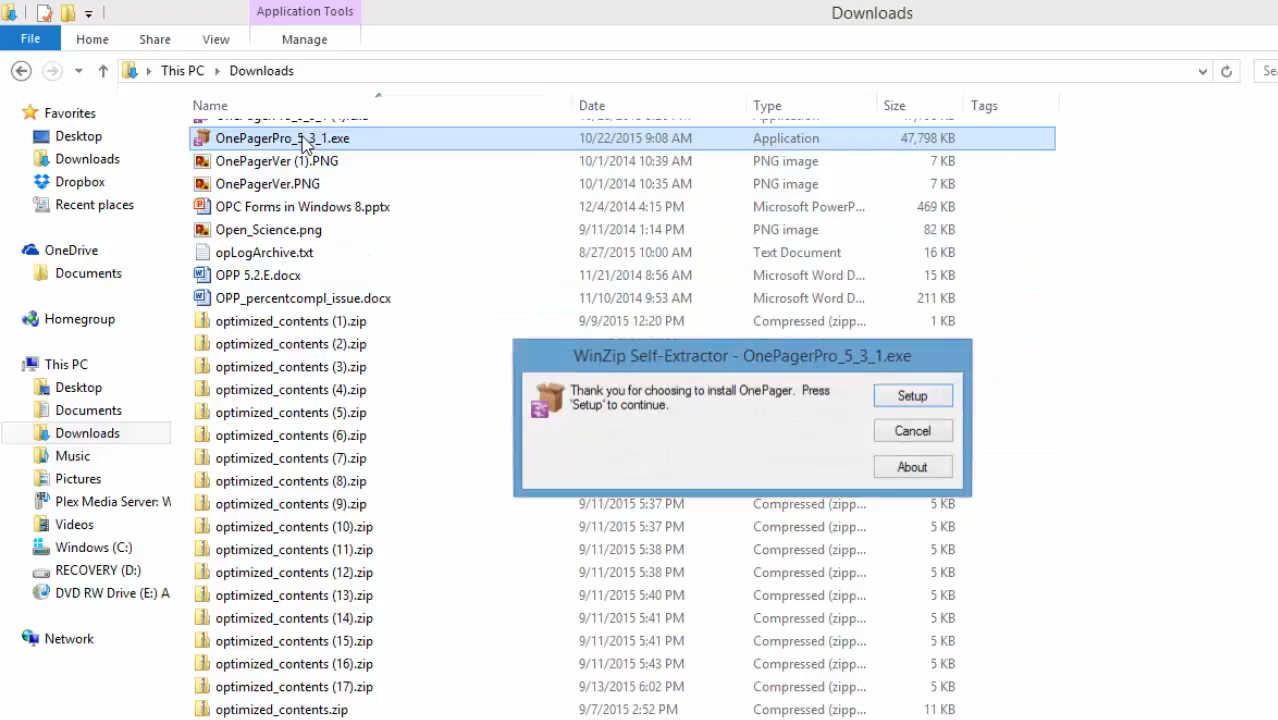 Application Tools
Downloads
File
Home
Share
View
Manage
This PC
Downloads
Sea
Favorites
Desktop
Downloads
Dropbox
Recent places
OneDrive
Documents
Homegroup
This PC
Desktop
Documents
Downloads
Music
Pictures
Plex Media Server: W
Videos
Windows (C:)
RECOVERY (D:)
DVD RW Drive (E:) A
Network
Name Date Type Size Tags
OnePagerPro_5_3_1.exe 10/22/2015 9:08 AM Application 47,798 KB
OnePagerVer (1).PNG 10/1/2014 10:39 AM PNG image 7 KB
OnePagerVer.PNG 10/1/2014 10:35 AM PNG image 7 KB
OPC Forms in Windows 8.pptx 12/4/2014 4:15 PM Microsoft PowerP... 469 KB
Open_Science.png 9/11/2014 1:14 PM PNG image 82 KB
opLogArchive.txt 8/27/2015 10:00 AM Text Document 16 KB
OPP 5.2.E.docx 11/21/2014 8:56 AM Microsoft Word D... 15 KB
OPP_percentcompl_issue.docx 11/10/2014 9:53 AM Microsoft Word D... 211 KB
optimized_contents (1).zip 9/9/2015 12:20 PM Compressed (zipp... 1 KB
optimized_contents (2).zip
optimized_contents (3).zip
optimized_contents (4).zip
optimized_contents (5).zip
optimized_contents (6).zip
optimized_contents (7).zip
optimized_contents (8).zip
optimized_contents (9).zip 9/11/2015 5:37 PM Compressed (zipp... 5 KB
optimized_contents (10).zip 9/11/2015 5:37 PM Compressed (zipp... 5 KB
optimized_contents (11).zip 9/11/2015 5:38 PM Compressed (zipp... 5 KB
optimized_contents (12).zip 9/11/2015 5:38 PM Compressed (zipp... 5 KB
optimized_contents (13).zip 9/11/2015 5:40 PM Compressed (zipp... 5 KB
optimized_contents (14).zip 9/11/2015 5:41 PM Compressed (zipp... 5 KB
optimized_contents (15).zip 9/11/2015 5:41 PM Compressed (zipp... 5 KB
optimized_contents (16).zip 9/11/2015 5:43 PM Compressed (zipp... 5 KB
optimized_contents (17).zip 9/13/2015 6:02 PM Compressed (zipp... 5 KB
optimized_contents.zip 9/7/2015 2:52 PM Compressed (zipp... 11 KB
WinZip Self-Extractor - OnePagerPro_5_3_1.exe
Thank you for choosing to install OnePager. Press
'Setup' to continue.
Setup
Cancel
About